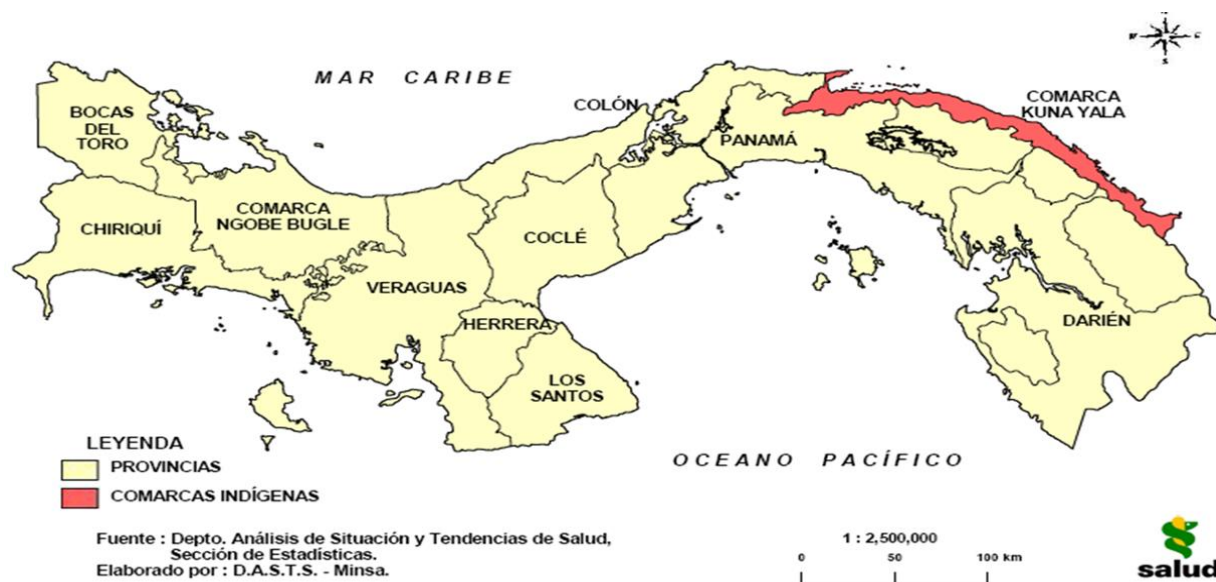 N
W E
S
MAR CARIBE
COLÓN
COMARCA
KUNA YALA
BOCAS
DEL
TORO
PANAMÁ
COMARCA
NGOBE BUGLE
CHIRIQUÍ
COCLÉ
VERAGUAS
HERRERA
DARIÉN
LOS
SANTOS
LEYENDA
PROVINCIAS
COMARCAS INDÍGENAS
OCEANO PACÍFICO
Fuente : Depto. Análisis de Situación y Tendencias de Salud,
Sección de Estadísticas.
Elaborado por : D.A.S.T.S. - Minsa.
1 : 2,500,000
0 50 100 km
salud